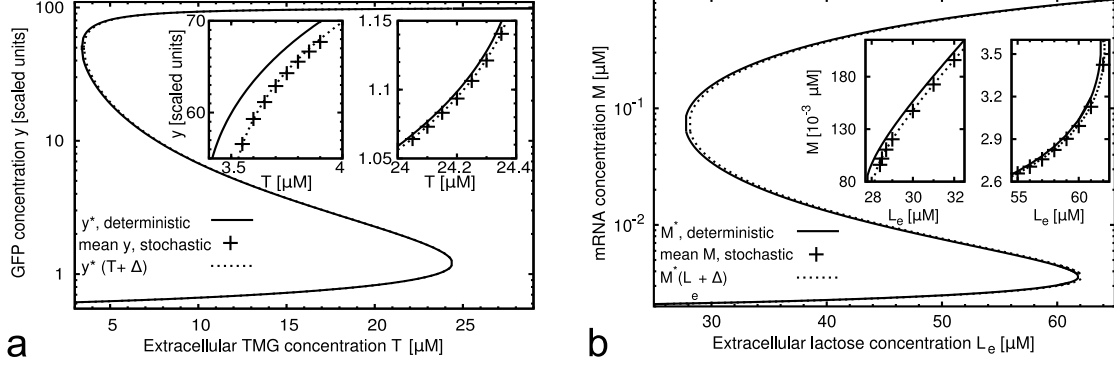 100
10
1
GFP concentration y [scaled units]
5 10 15 20 25
Extracellular TMG concentration T [μM]
a
y*, deterministic
mean y, stochastic
y* (T+ Δ)
70
60
y [scaled units]
3.5 4
T [μM]
1.15
1.1
1.05
24 24.2 24.4
T [μM]
10⁻¹
10⁻²
mRNA concentration M [μM]
30 40 50 60
Extracellular lactose concentration Lₑ [μM]
b
M*, deterministic
mean M, stochastic
M*(L + Δ)
e
180
130
80
M [10⁻³ μM]
28 30 32
Lₑ [μM]
3.4
3.2
3.0
2.8
2.6
55 60
Lₑ [μM]